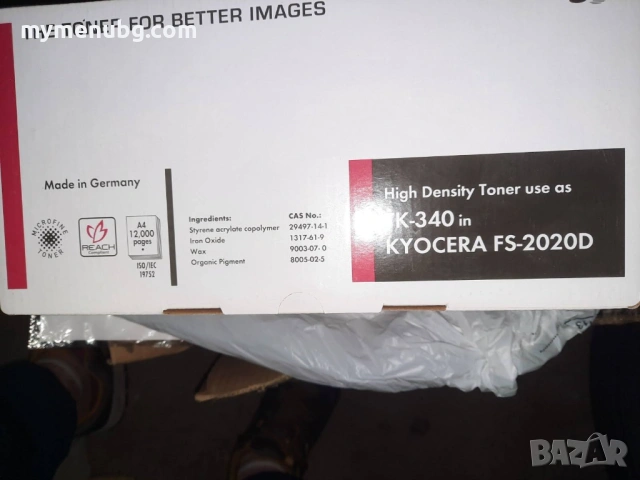 TONER FOR BETTER IMAGES
mymenubg.com
Made in Germany
MICROFINE TONER
REACH
Compliant
A4
12,000
pages
ISO/IEC
19752
Ingredients: CAS No.:
Styrene acrylate copolymer 29497-14-1
Iron Oxide 1317-61-9
Wax 9003-07-0
Organic Pigment 8005-02-5
High Density Toner use as
TK-340 in
KYOCERA FS-2020D
BAZAR